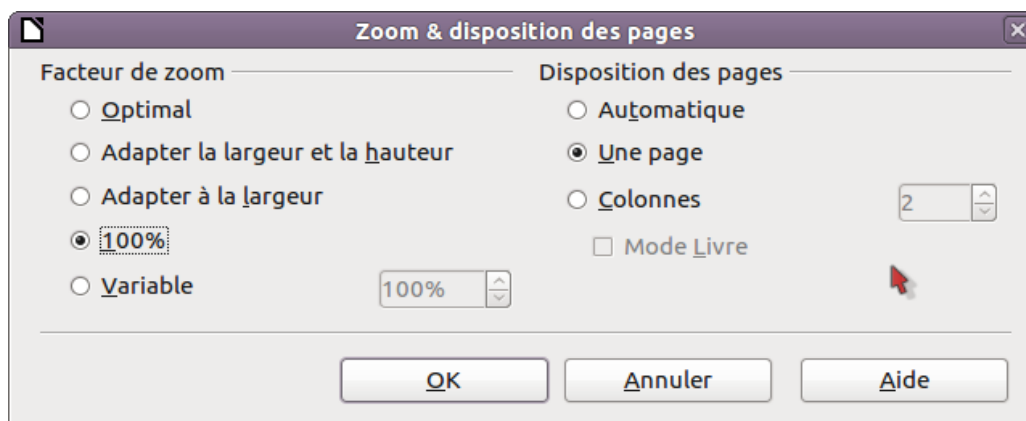 Zoom & disposition des pages
Facteur de zoom
Optimal
Adapter la largeur et la hauteur
Adapter à la largeur
100%
Variable 100%
Disposition des pages
Automatique
Une page
Colonnes 2
Mode Livre
OK Annuler Aide